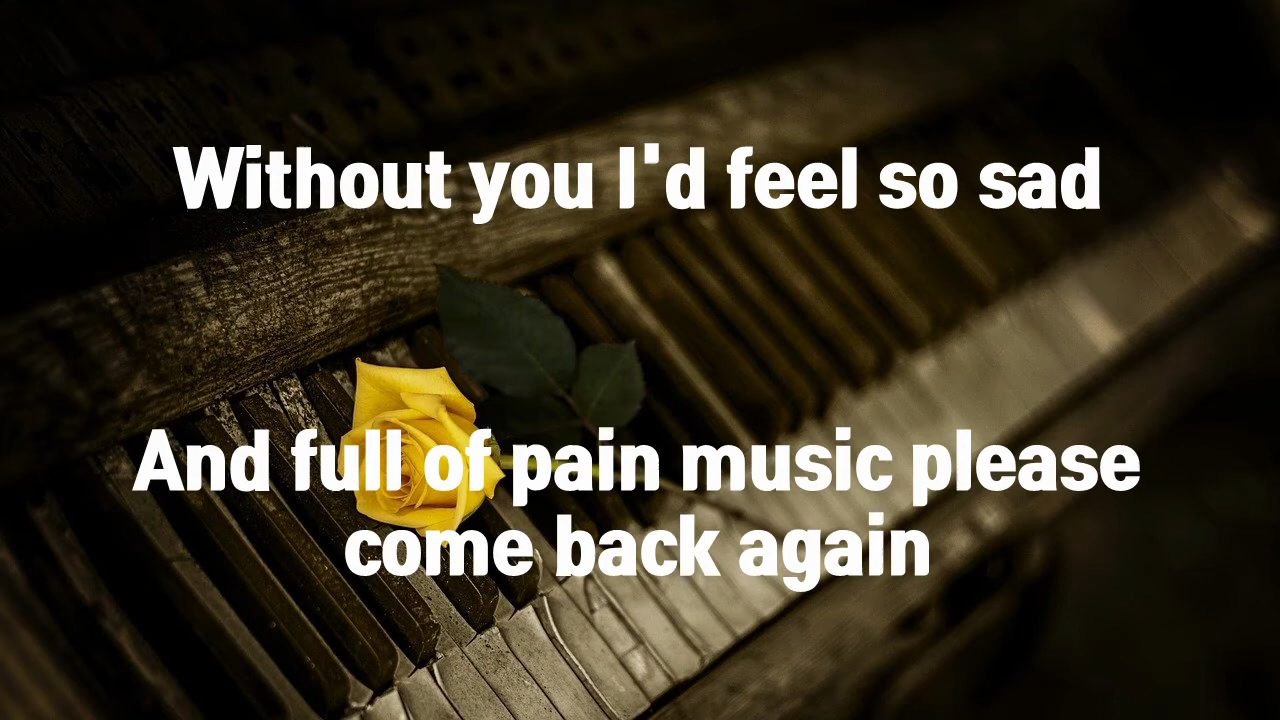 Without you I'd feel so sad
And full of pain music please
come back again